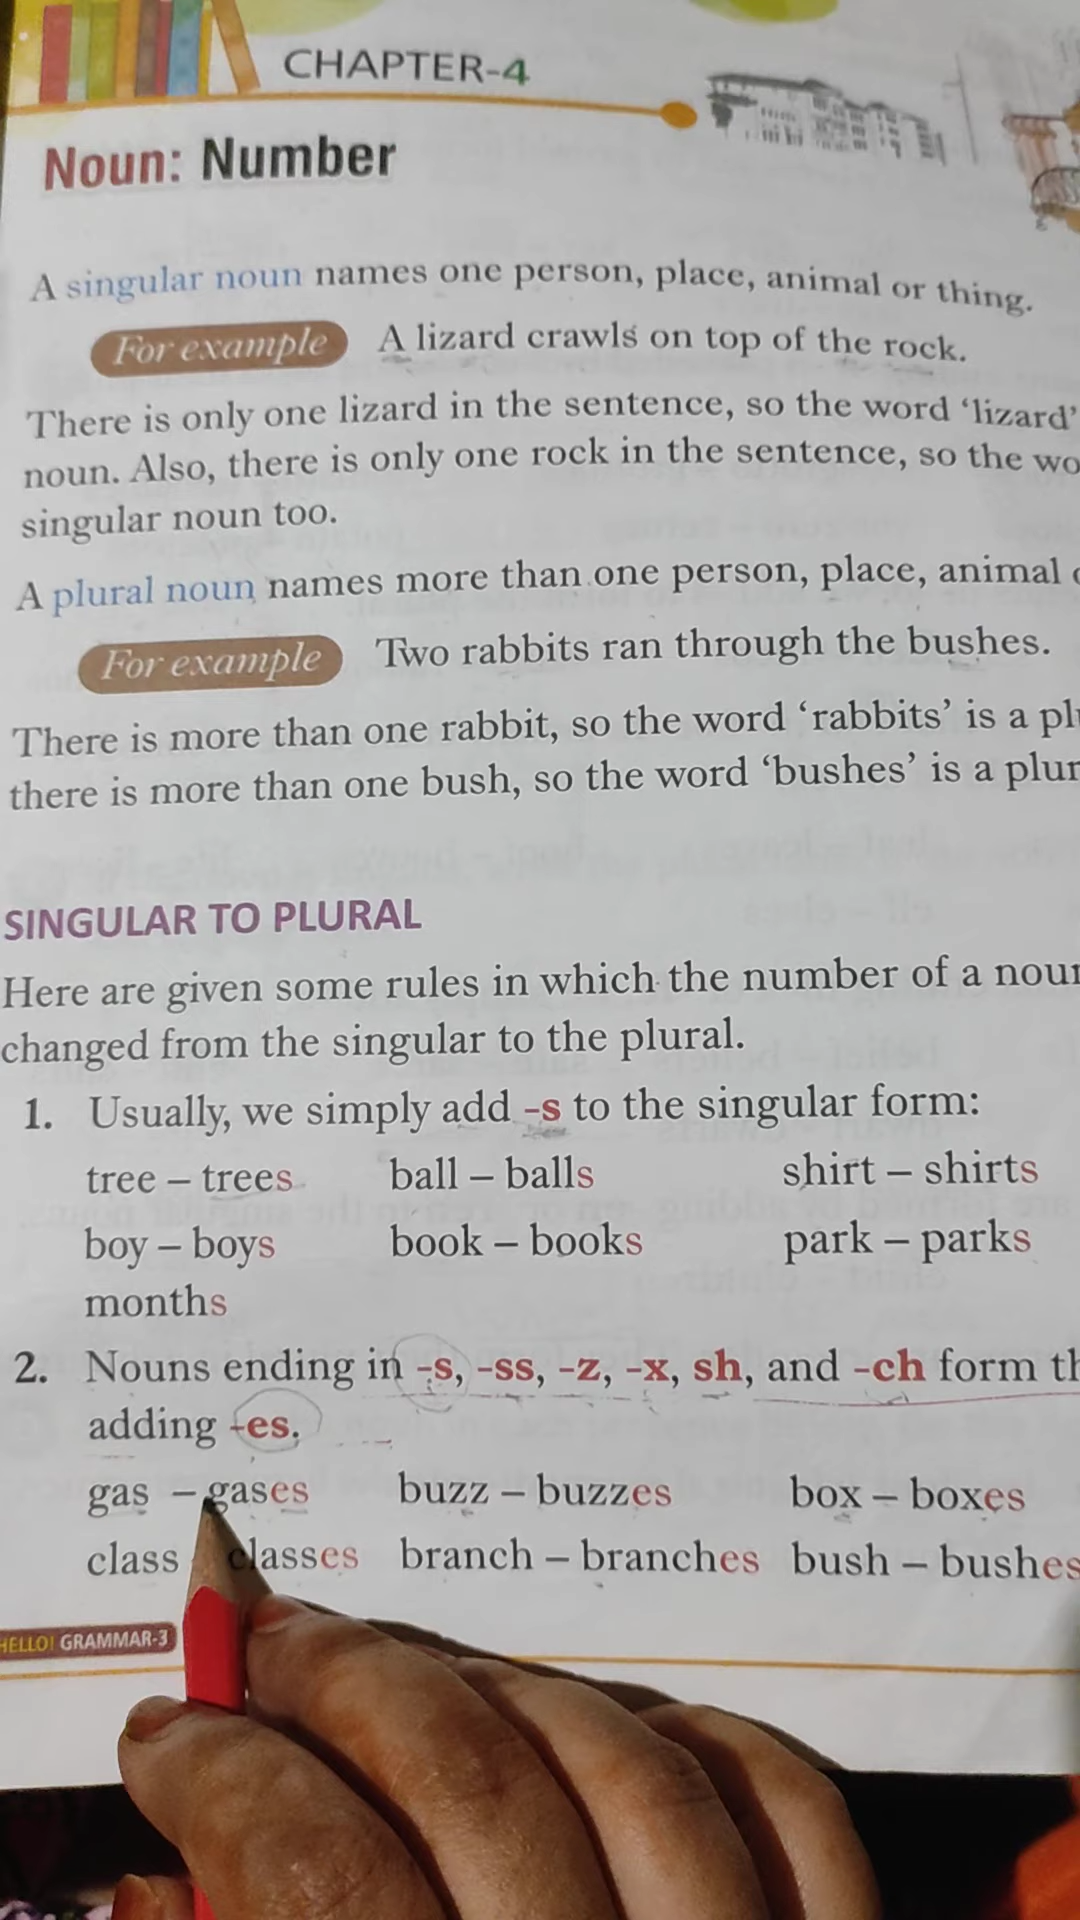 CHAPTER-4
Noun: Number
A singular noun names one person, place, animal or thing.
For example A lizard crawls on top of the rock.
There is only one lizard in the sentence, so the word ‘lizard’
noun. Also, there is only one rock in the sentence, so the
singular noun too.
A plural noun names more than one person, place, animal
For example Two rabbits ran through the bushes.
There is more than one rabbit, so the word ‘rabbits’ is a
there is more than one bush, so the word ‘bushes’ is a
SINGULAR TO PLURAL
Here are given some rules in which the number of a
changed from the singular to the plural.
1. Usually, we simply add -s to the singular form:
tree – trees ball – balls shirt – shirts
boy – boys book – books park – parks
months
2. Nouns ending in -s, -ss, -z, -x, sh, and -ch form
adding -es.
gas – gases buzz – buzzes box – boxes
class classes branch – branches bush – bushes
HELLO! GRAMMAR-3